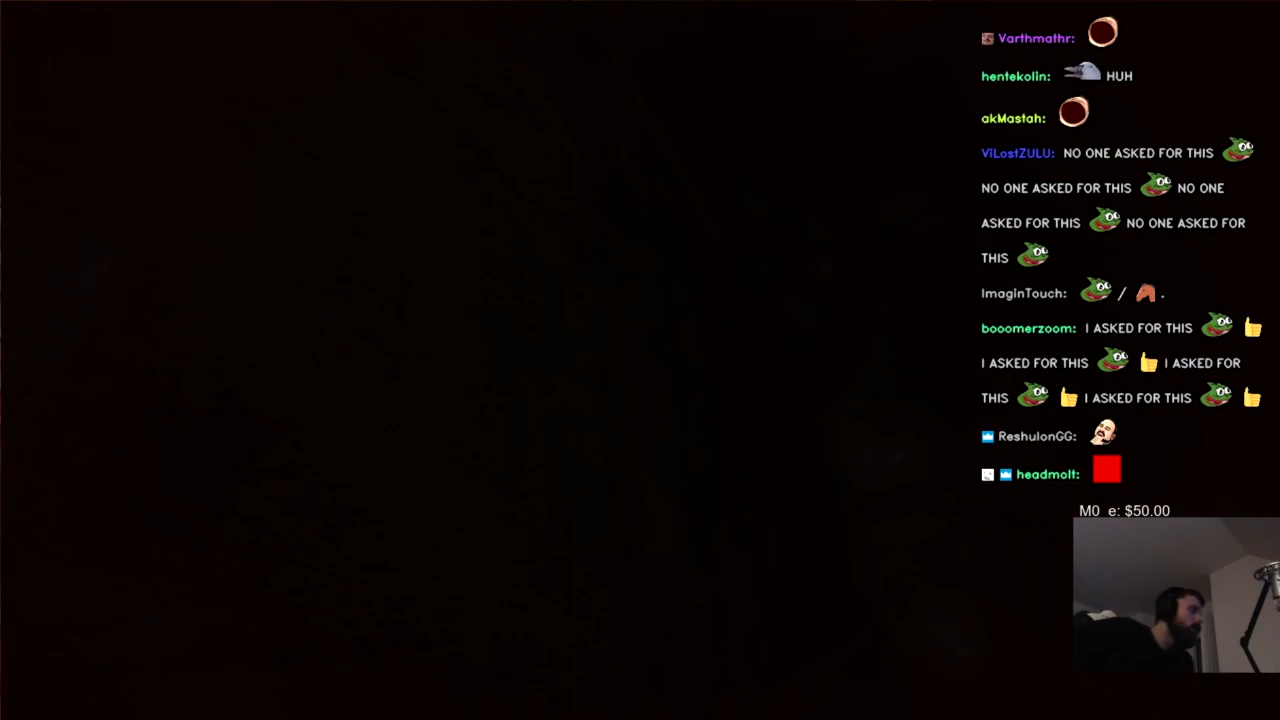 Varthmathr:
hentekolin: HUH
akMastah:
ViLostZULU: NO ONE ASKED FOR THIS
NO ONE ASKED FOR THIS NO ONE
ASKED FOR THIS NO ONE ASKED FOR
THIS
ImaginTouch: / .
booomerzoom: I ASKED FOR THIS
I ASKED FOR THIS I ASKED FOR
THIS I ASKED FOR THIS
ReshulonGG:
headmolt:
M0_e: $50.00